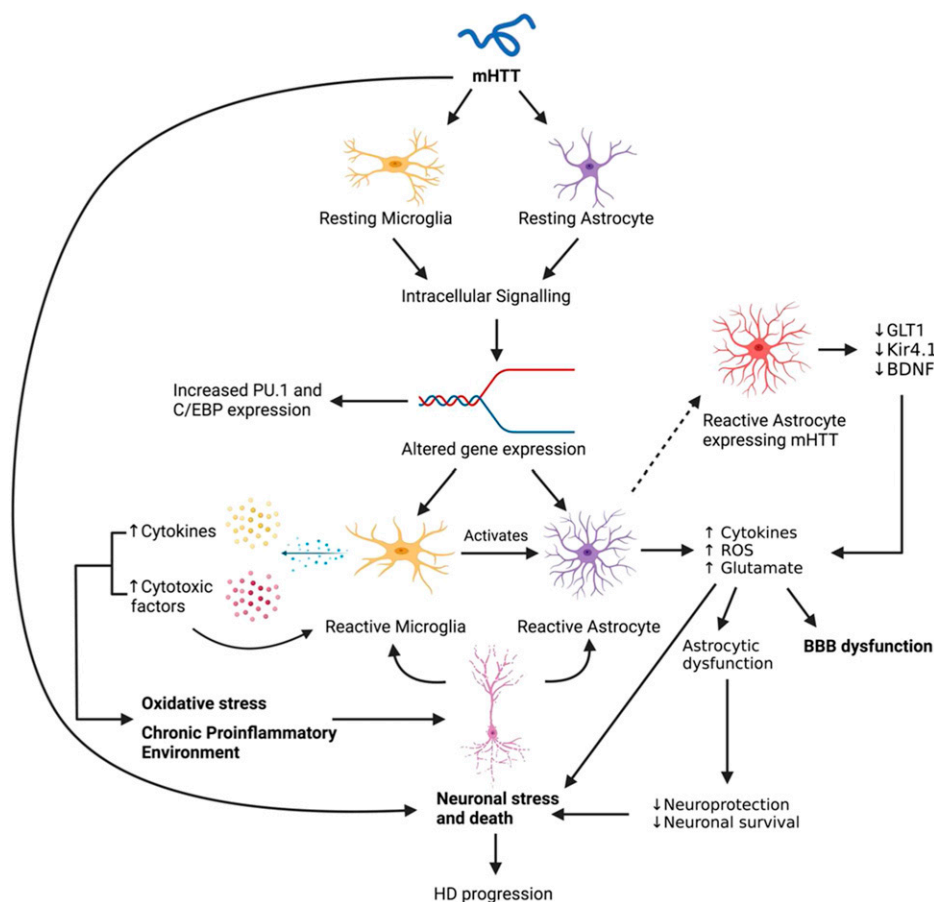 mHTT
Resting Microglia
Resting Astrocyte
Intracellular Signalling
↓GLT1
↓Kir4.1
↓BDNF
Increased PU.1 and
C/EBP expression
Reactive Astrocyte
expressing mHTT
Altered gene expression
↑Cytokines
Activates
↑ Cytokines
↑ ROS
↑ Glutamate
↑Cytotoxic
factors
Reactive Microglia
Reactive Astrocyte
Astrocytic
dysfunction
BBB dysfunction
Oxidative stress
Chronic Proinflammatory
Environment
Neuronal stress
and death
↓Neuroprotection
↓Neuronal survival
HD progression